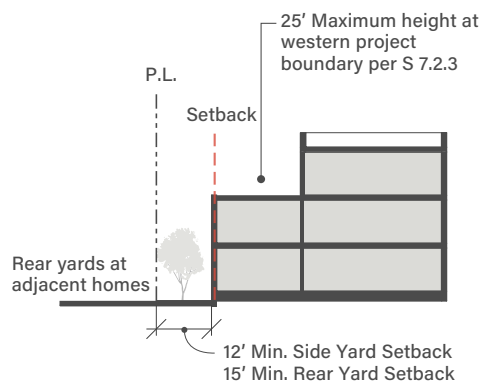 25’ Maximum height at
western project
boundary per S 7.2.3
P.L.
Setback
Rear yards at
adjacent homes
12’ Min. Side Yard Setback
15’ Min. Rear Yard Setback